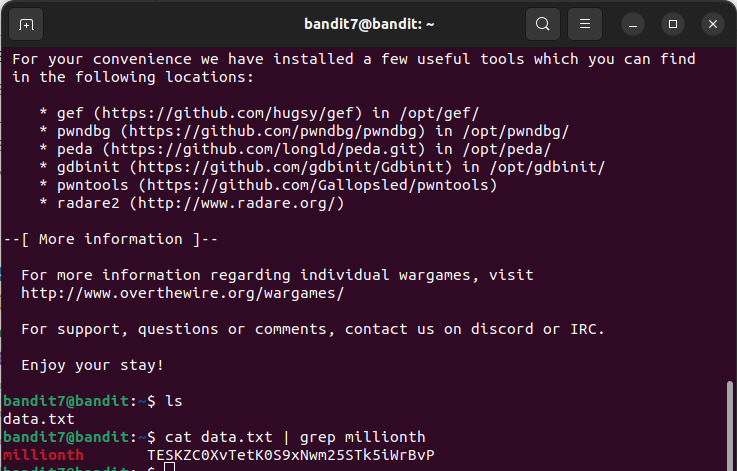 bandit7@bandit: ~
For your convenience we have installed a few useful tools which you can find
in the following locations:
* gef (https://github.com/hugsy/gef) in /opt/gef/
* pwndbg (https://github.com/pwndbg/pwndbg) in /opt/pwndbg/
* peda (https://github.com/longld/peda.git) in /opt/peda/
* gdbinit (https://github.com/gdbinit/Gdbinit) in /opt/gdbinit/
* pwntools (https://github.com/Gallopsled/pwntools)
* radare2 (http://www.radare.org/)
--[ More information ]--
For more information regarding individual wargames, visit
http://www.overthewire.org/wargames/
For support, questions or comments, contact us on discord or IRC.
Enjoy your stay!
bandit7@bandit:~$ ls
data.txt
bandit7@bandit:~$ cat data.txt | grep millionth
millionth TESKZC0XvTetK0S9xNwm25STk5iWrBvP
bandit7@bandit:~$